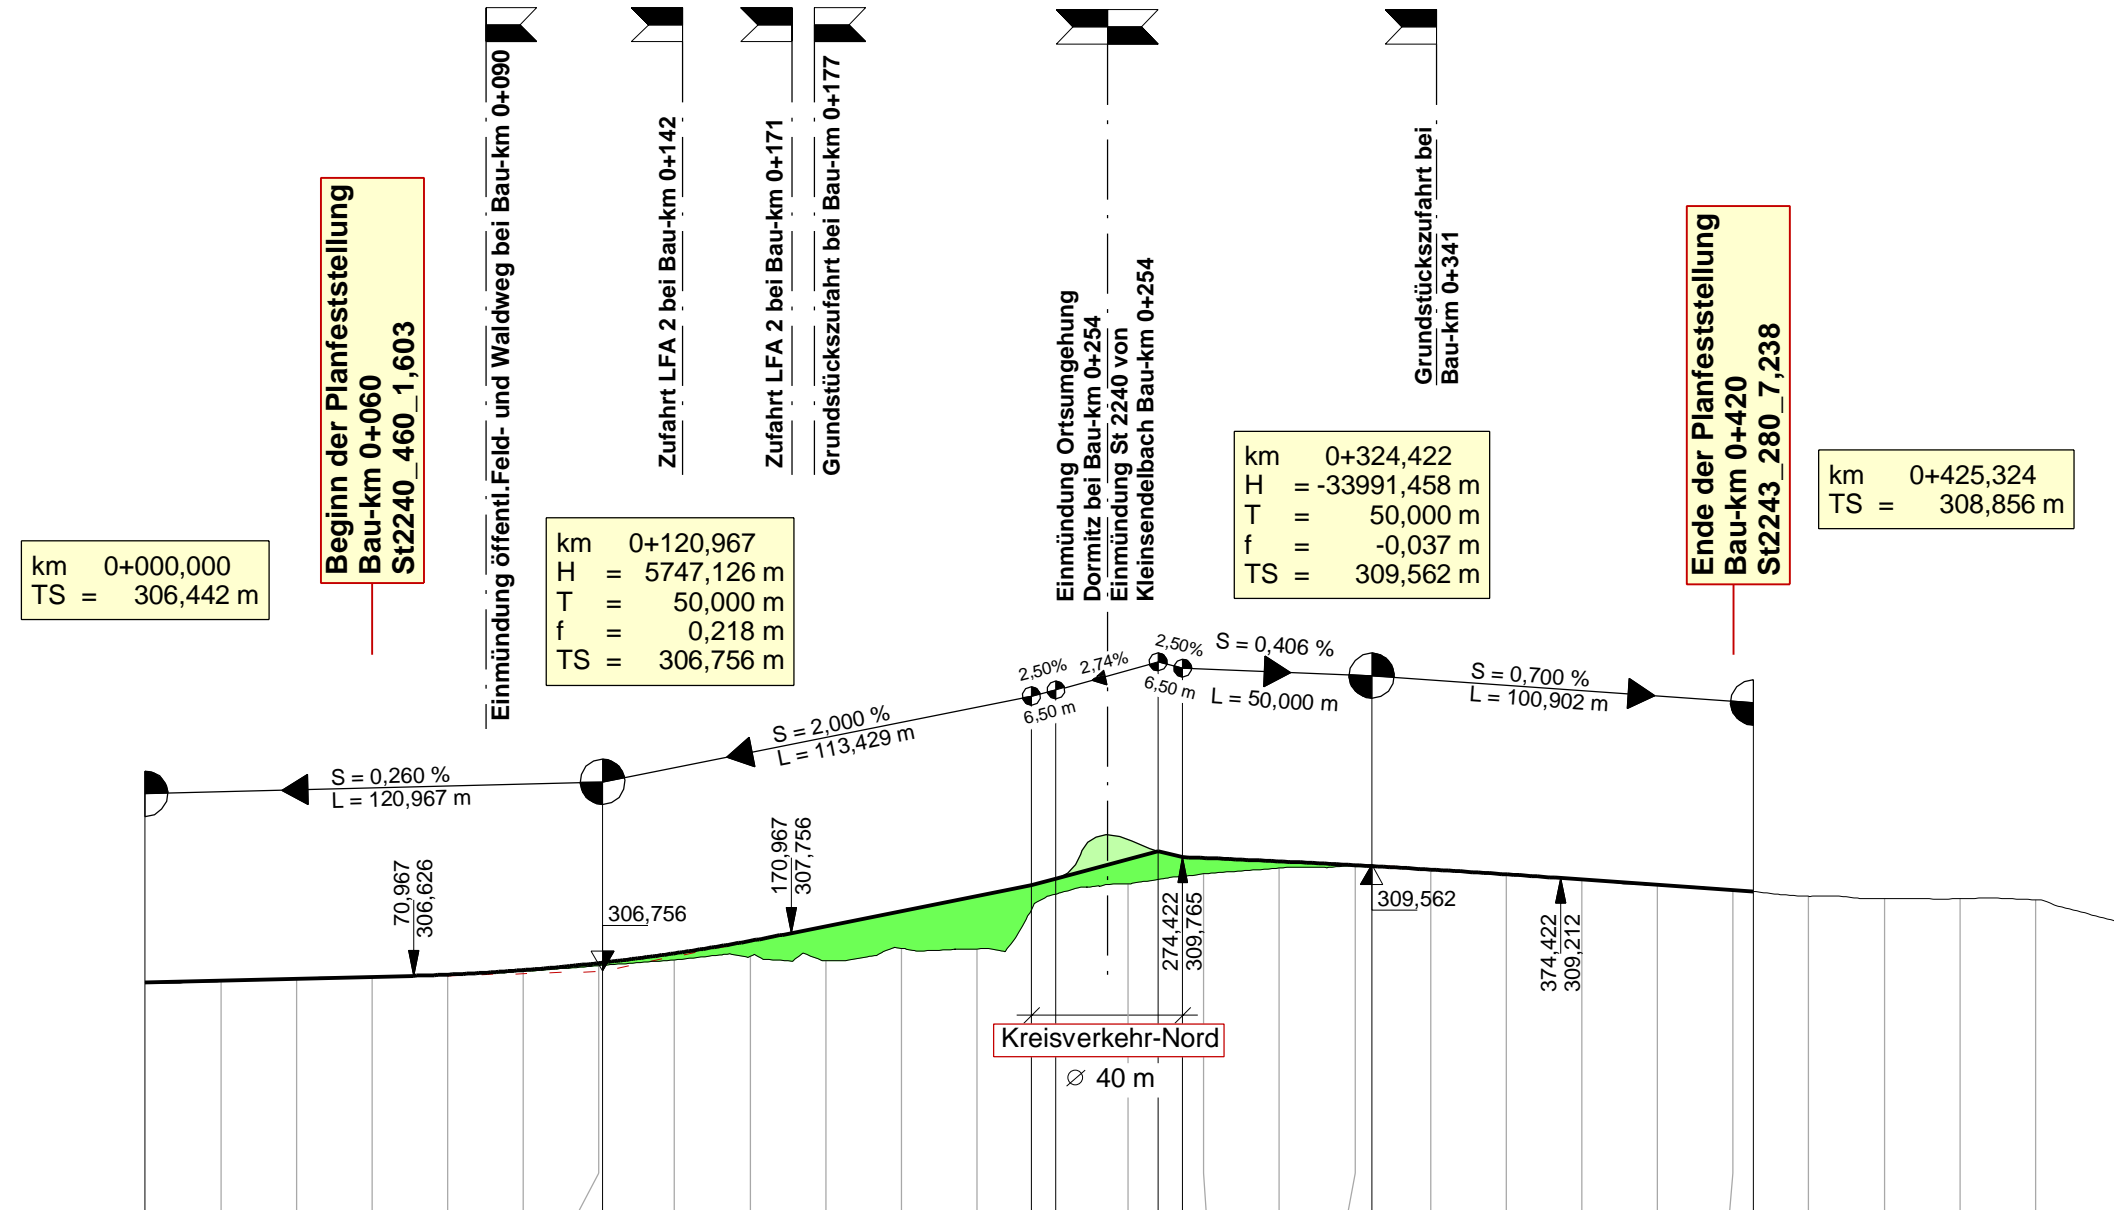 km 0+000,000
TS = 306,442 m
Beginn der Planfeststellung
Bau-km 0+060
St2240_460_1,603
Einmündung öffentl.Feld- und Waldweg bei Bau-km 0+090
km 0+120,967
H = 5747,126 m
T = 50,000 m
f = 0,218 m
TS = 306,756 m
Zufahrt LFA 2 bei Bau-km 0+142
Zufahrt LFA 2 bei Bau-km 0+171
Grundstückszufahrt bei Bau-km 0+177
Einmündung Ortsumgehung
Dormitz bei Bau-km 0+254
Einmündung St 2240 von
Kleinsendelbach Bau-km 0+254
km 0+324,422
H = -33991,458 m
T = 50,000 m
f = -0,037 m
TS = 309,562 m
Grundstückszufahrt bei
Bau-km 0+341
Ende der Planfeststellung
Bau-km 0+420
St2243_280_7,238
km 0+425,324
TS = 308,856 m
S = 0,260 %
L = 120,967 m
S = 2,000 %
L = 113,429 m
2,50%
6,50 m
2,74%
2,50%
6,50 m
S = 0,406 %
L = 50,000 m
S = 0,700 %
L = 100,902 m
70,967
306,626
306,756
170,967
307,756
274,422
309,765
309,562
374,422
309,212
Kreisverkehr-Nord
∅ 40 m